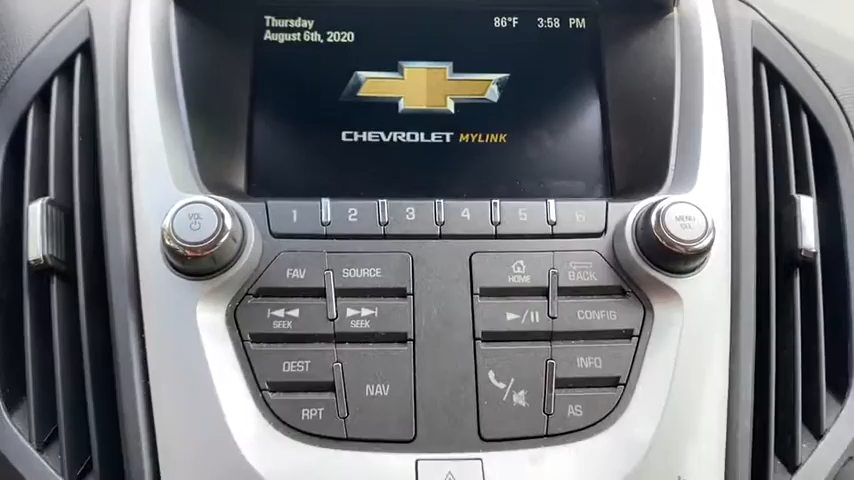 Thursday
August 6th, 2020
86°F 3:58 PM
CHEVROLET MYLINK
VOL
MENU
SEL
1 2 3 4 5 6
FAV SOURCE
HOME BACK
SEEK SEEK
CONFIG
DEST NAV
INFO
RPT
AS